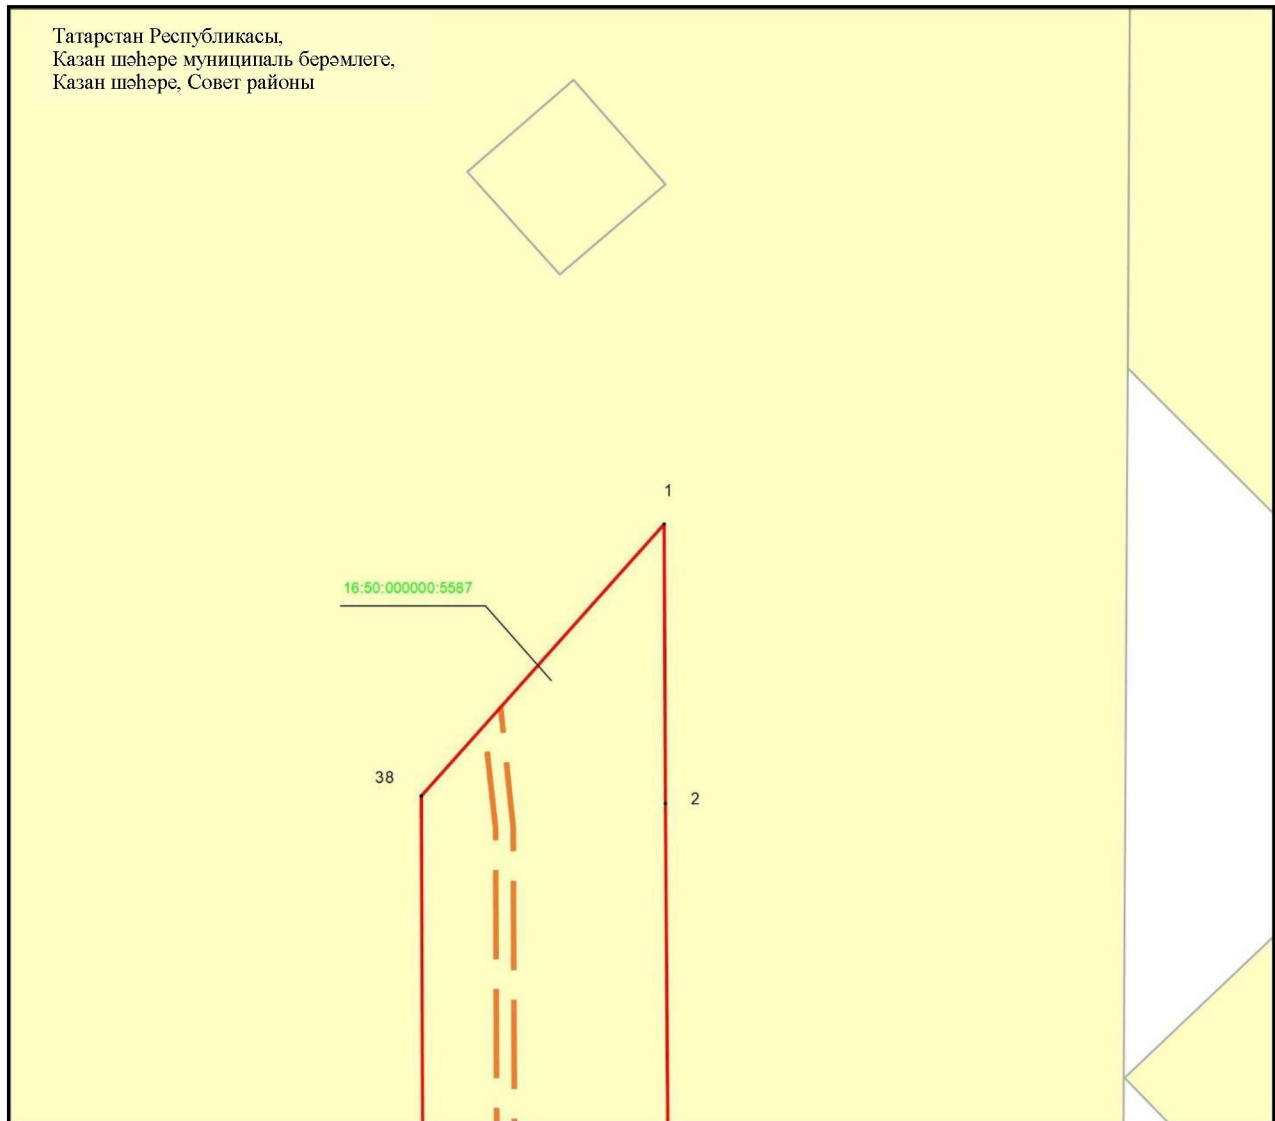 Татарстан Республикасы,
Казан шәһәре муниципаль берәмлеге,
Казан шәһәре, Совет районы
1
16:50:000000:5587
38
2